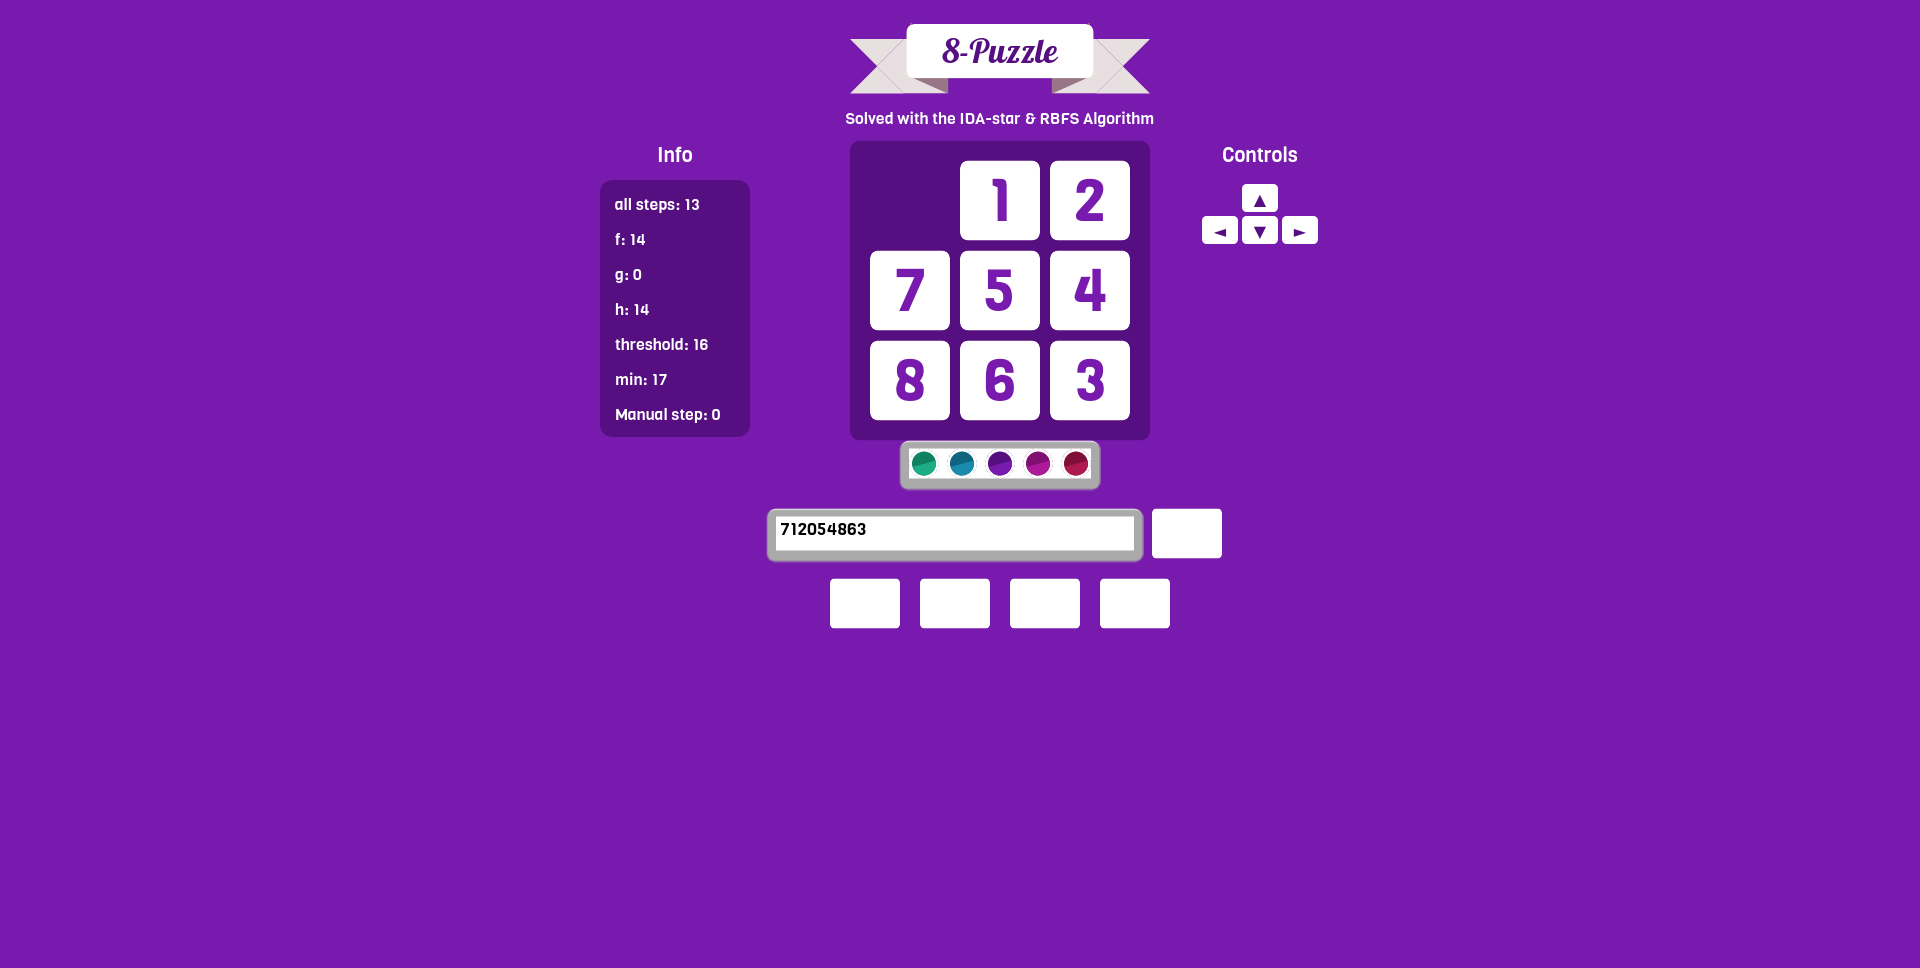 8-Puzzle
Solved with the IDA-star & RBFS Algorithm
Info
all steps: 13
f: 14
g: 0
h: 14
threshold: 16
min: 17
Manual step: 0
1 2
7 5 4
8 6 3
Controls
▲
◄ ▼ ►
712054863